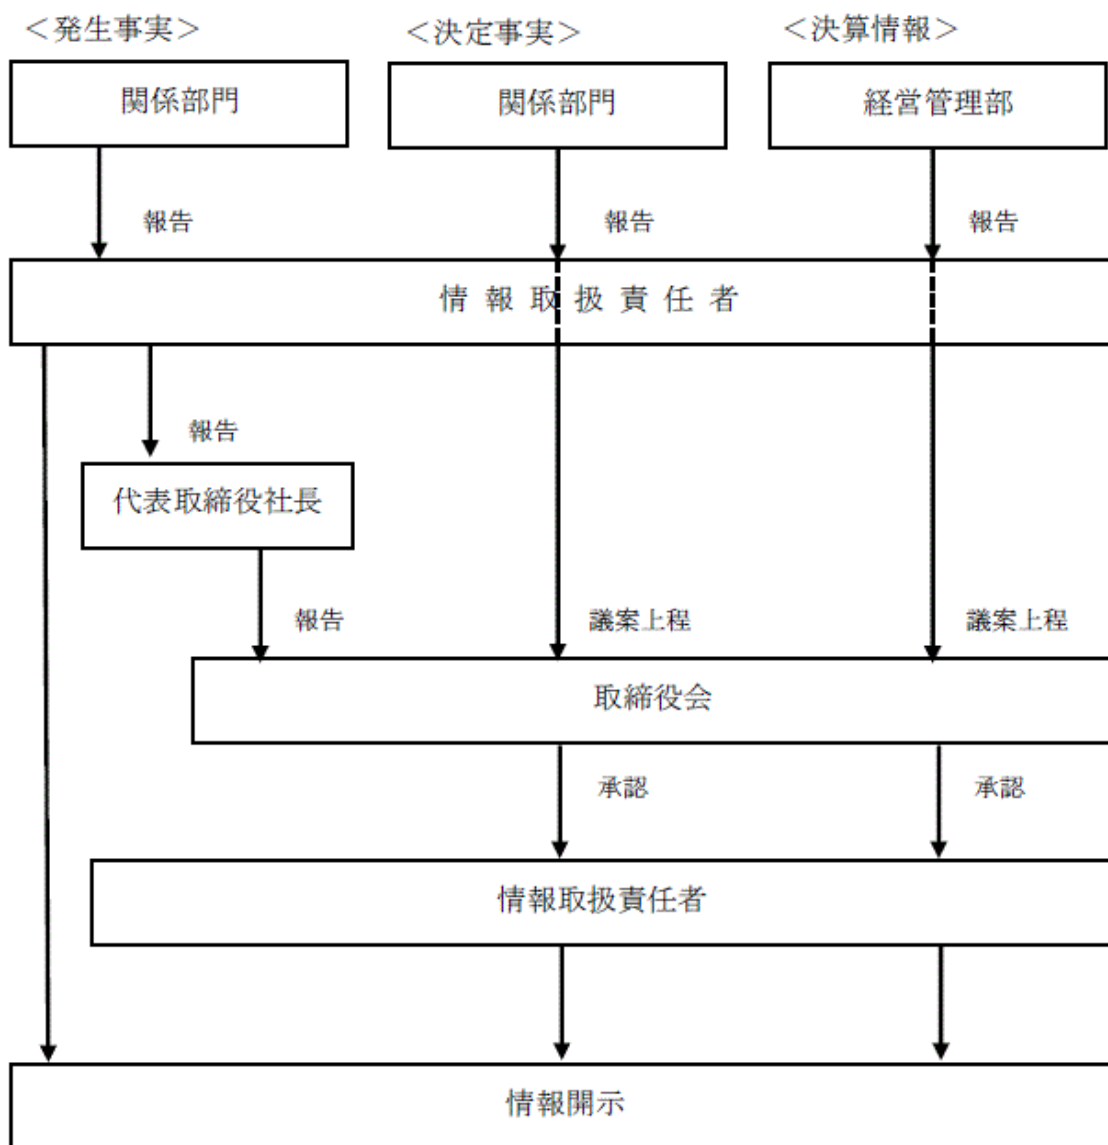 ＜発生事実＞
＜決定事実＞
＜決算情報＞
関係部門
関係部門
経営管理部
報告
報告
報告
情報取扱責任者
報告
代表取締役社長
報告
議案上程
議案上程
取締役会
承認
承認
情報取扱責任者
情報開示